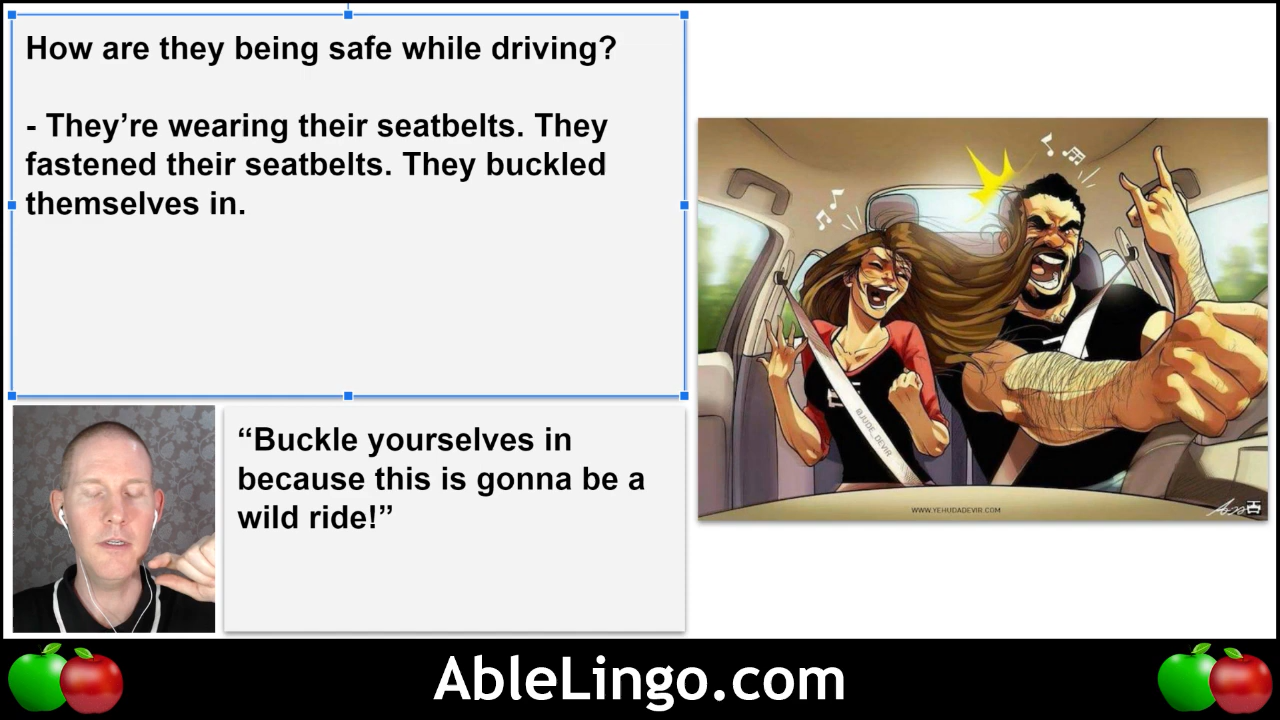 How are they being safe while driving?
- They’re wearing their seatbelts. They
fastened their seatbelts. They buckled
themselves in.
“Buckle yourselves in
because this is gonna be a
wild ride!”
@JUDE_DEVIR
WWW.YEHUDADEVIR.COM
AbleLingo.com